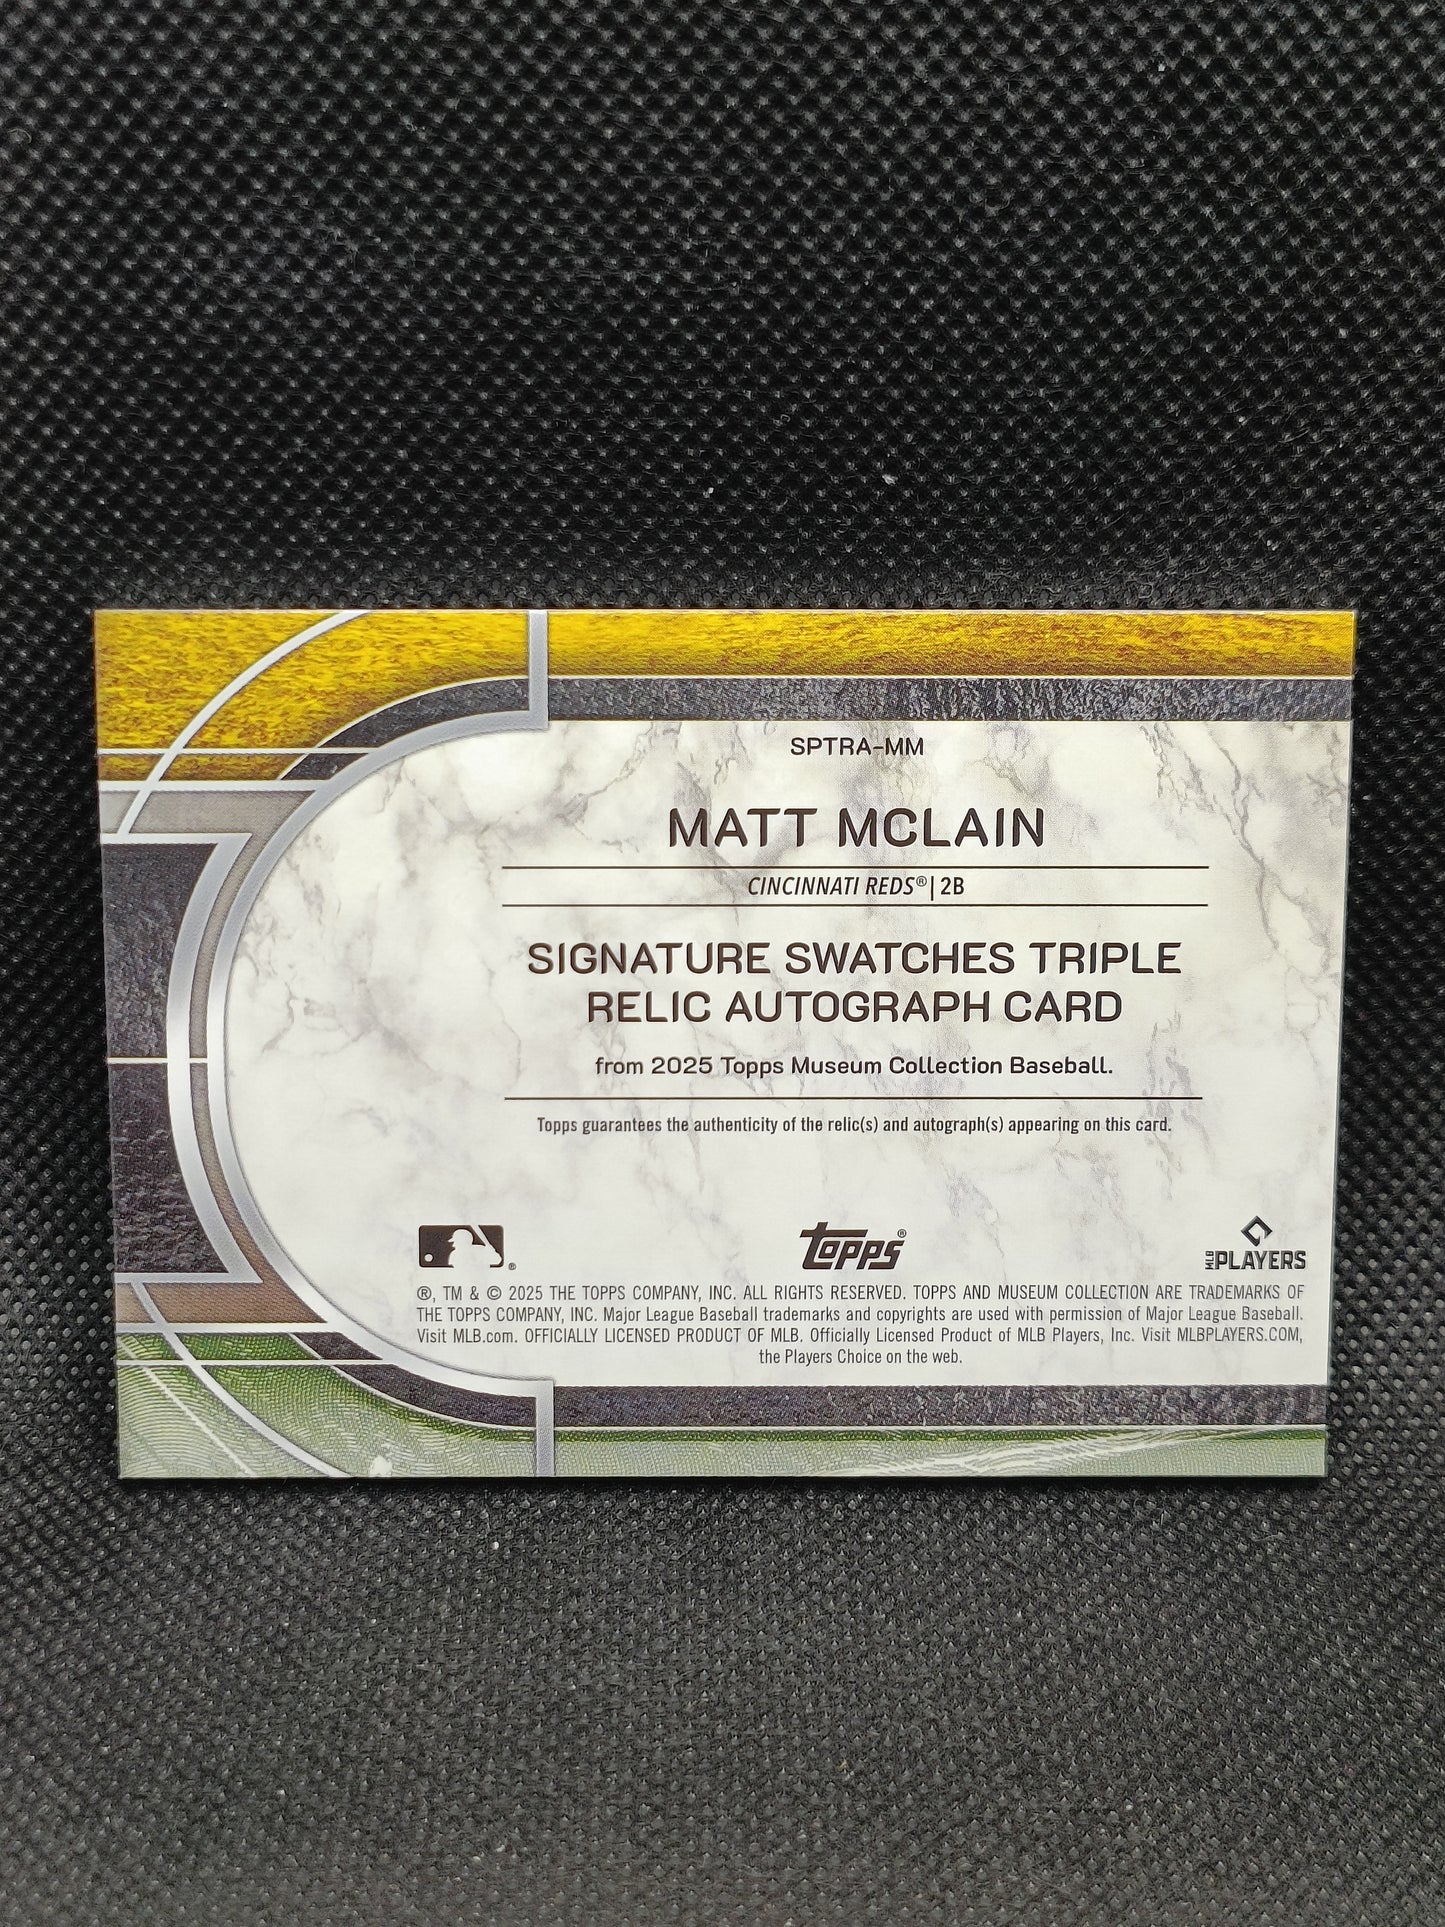 SPTRA-MM
MATT MCLAIN
CINCINNATI REDS® | 2B
SIGNATURE SWATCHES TRIPLE
RELIC AUTOGRAPH CARD
from 2025 Topps Museum Collection Baseball.
Topps guarantees the authenticity of the relic(s) and autograph(s) appearing on this card.
®
Topps®
MLB PLAYERS
®, TM & © 2025 THE TOPPS COMPANY, INC. ALL RIGHTS RESERVED. TOPPS AND MUSEUM COLLECTION ARE TRADEMARKS OF
THE TOPPS COMPANY, INC. Major League Baseball trademarks and copyrights are used with permission of Major League Baseball.
Visit MLB.com. OFFICIALLY LICENSED PRODUCT OF MLB. Officially Licensed Product of MLB Players, Inc. Visit MLBPLAYERS.COM,
the Players Choice on the web.